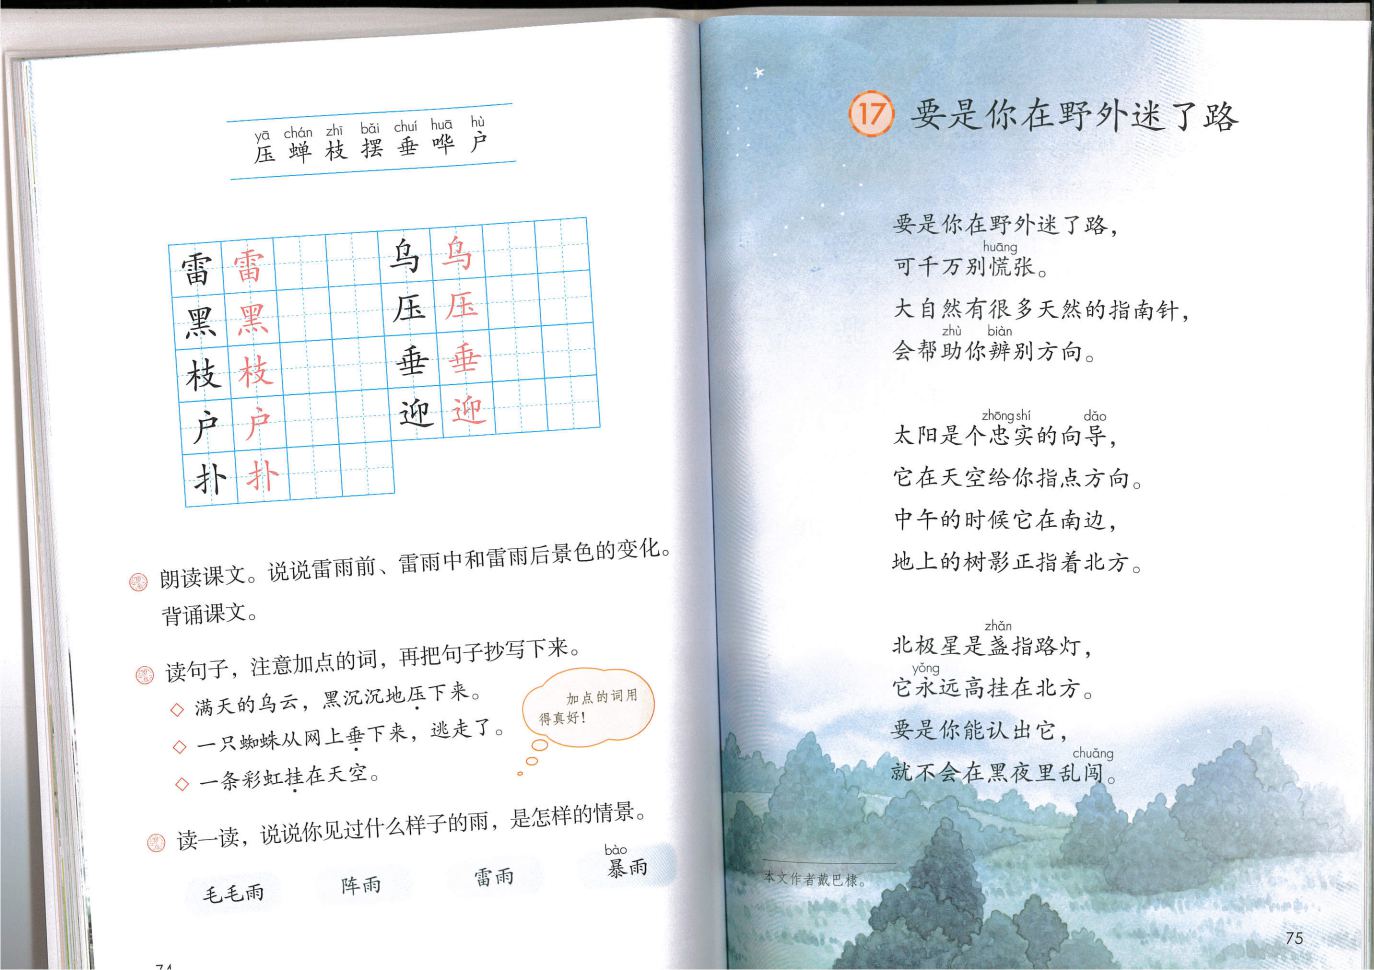 yā chán zhī bǎi chuí huā hù
压 蝉 枝 摆 垂 哗 户
雷 雷 乌 乌
黑 黑 压 压
枝 枝 垂 垂
户 户 迎 迎
扑 扑
朗读课文。说说雷雨前、雷雨中和雷雨后景色的变化。
背诵课文。
读句子，注意加点的词，再把句子抄写下来。
◇ 满天的乌云，黑沉沉地压下来。
◇ 一只蜘蛛从网上垂下来，逃走了。
◇ 一条彩虹挂在天空。
加点的词用
得真好！
读一读，说说你见过什么样子的雨，是怎样的情景。
bào
毛毛雨 阵雨 雷雨 暴雨
74
17 要是你在野外迷了路
要是你在野外迷了路，
huāng
可千万别慌张。
大自然有很多天然的指南针，
zhù biàn
会帮助你辨别方向。
zhōng shí dǎo
太阳是个忠实的向导，
它在天空给你指点方向。
中午的时候它在南边，
地上的树影正指着北方。
zhǎn
北极星是盏指路灯，
yǒng
它永远高挂在北方。
要是你能认出它，
chuǎng
就不会在黑夜里乱闯。
本文作者戴巴棣。
75